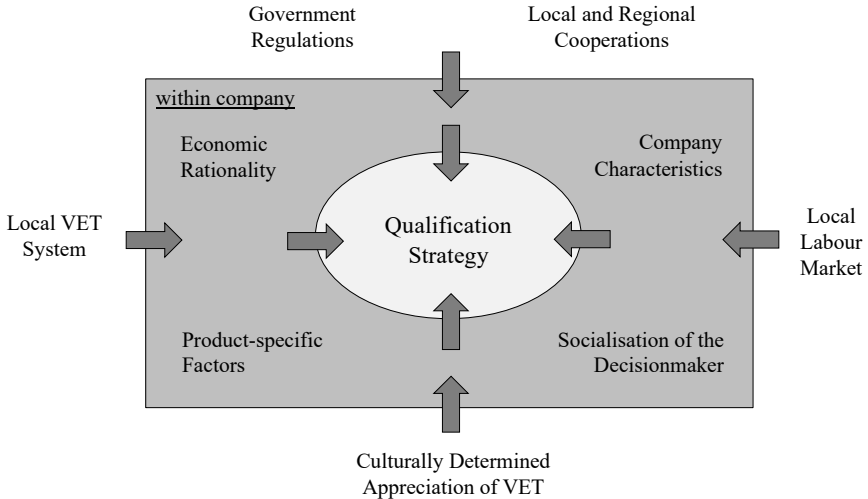 Government
Regulations
Local and Regional
Cooperations
within company
Economic
Rationality
Company
Characteristics
Local VET
System
Qualification
Strategy
Local
Labour
Market
Product-specific
Factors
Socialisation of the
Decisionmaker
Culturally Determined
Appreciation of VET